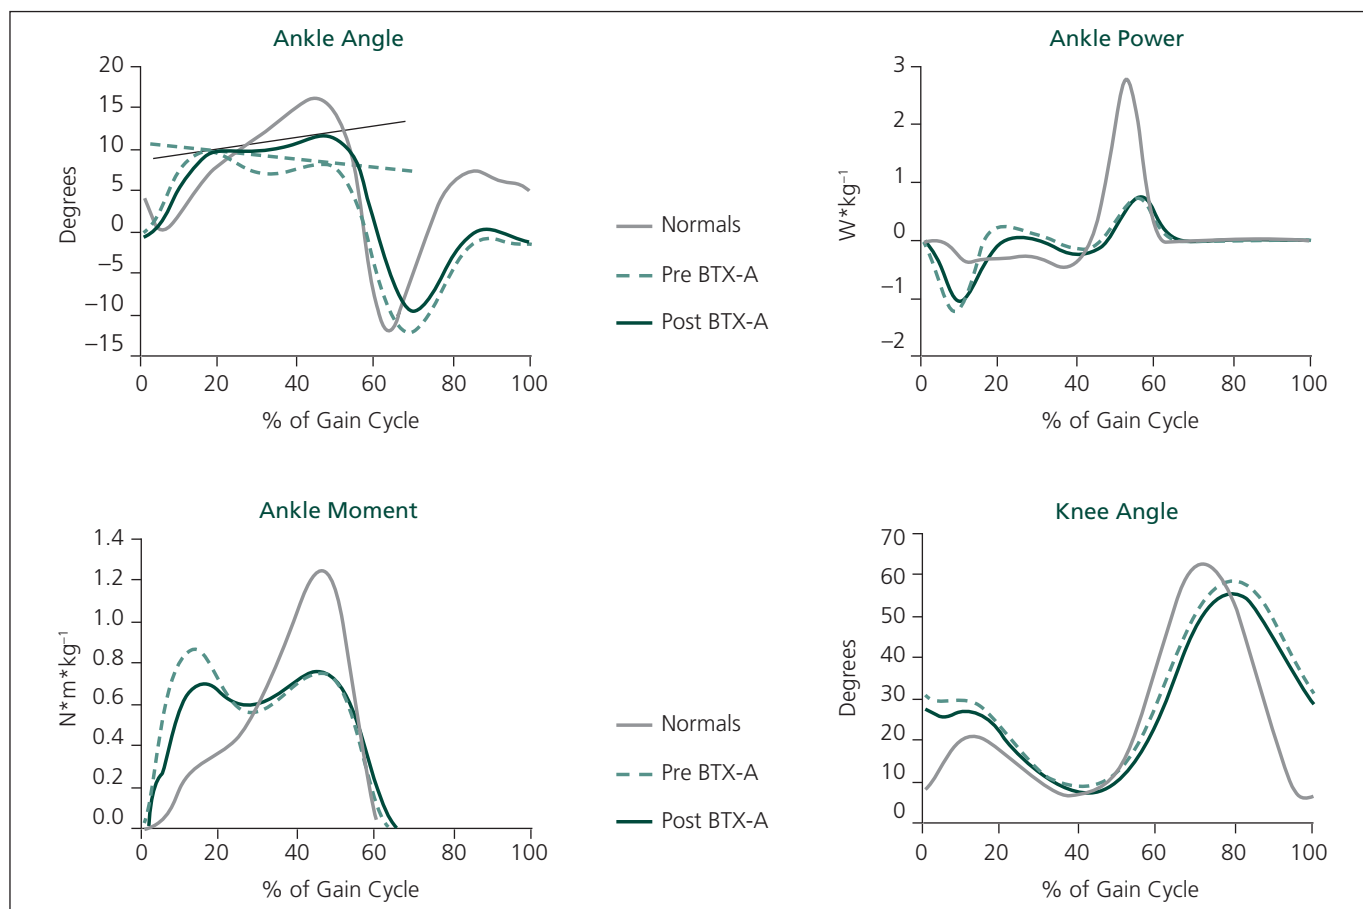 Ankle Angle
20
15
10
5
0
–5
–10
–15
Degrees
0 20 40 60 80 100
% of Gain Cycle
Normals
Pre BTX-A
Post BTX-A
Ankle Power
3
2
1
0
–1
–2
W*kg⁻¹
0 20 40 60 80 100
% of Gain Cycle
Ankle Moment
1.4
1.2
1.0
0.8
0.6
0.4
0.2
0.0
N*m*kg⁻¹
0 20 40 60 80 100
% of Gain Cycle
Normals
Pre BTX-A
Post BTX-A
Knee Angle
70
60
50
40
30
20
10
0
Degrees
0 20 40 60 80 100
% of Gain Cycle